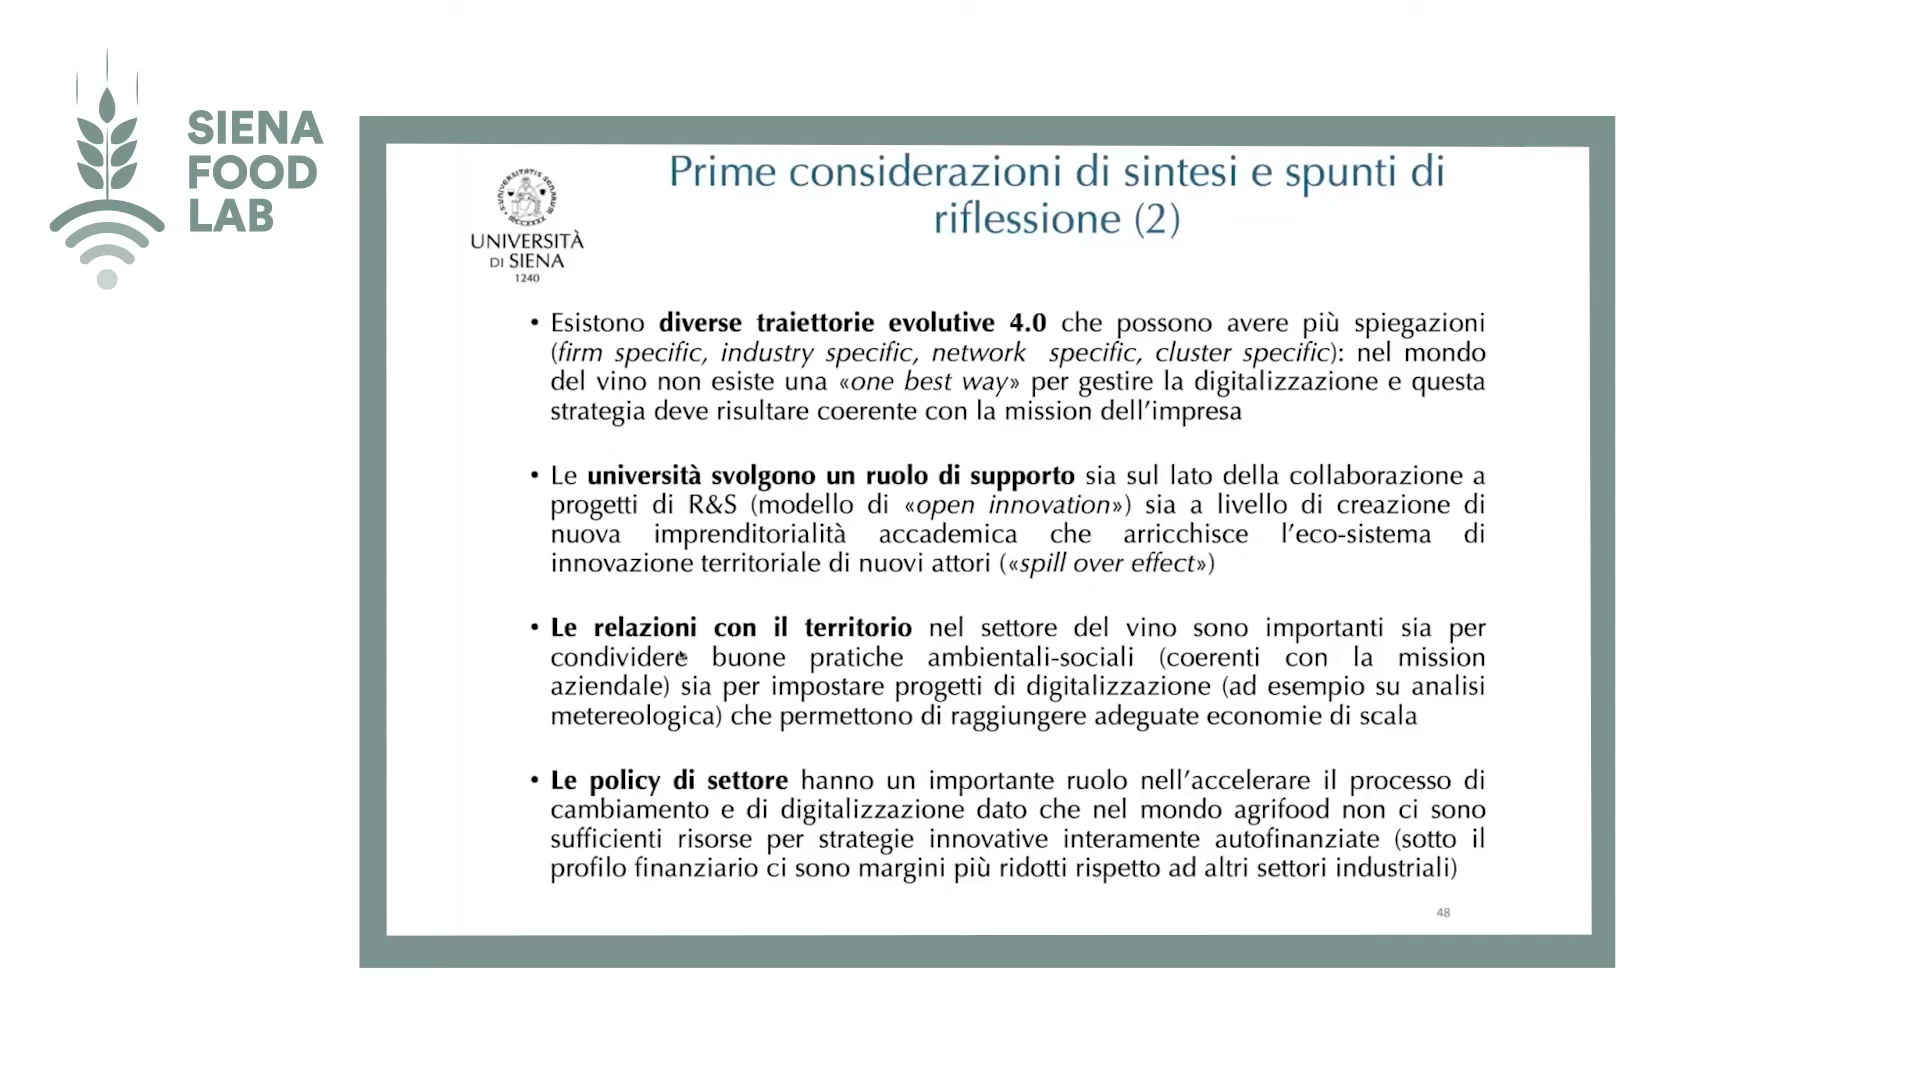 SIENA
FOOD
LAB
Prime considerazioni di sintesi e spunti di
riflessione (2)
UNIVERSITÀ
DI SIENA
1240
• Esistono diverse traiettorie evolutive 4.0 che possono avere più spiegazioni
(firm specific, industry specific, network specific, cluster specific): nel mondo
del vino non esiste una «one best way» per gestire la digitalizzazione e questa
strategia deve risultare coerente con la mission dell'impresa
• Le università svolgono un ruolo di supporto sia sul lato della collaborazione a
progetti di R&S (modello di «open innovation») sia a livello di creazione di
nuova imprenditorialità accademica che arricchisce l'eco-sistema di
innovazione territoriale di nuovi attori («spill over effect»)
• Le relazioni con il territorio nel settore del vino sono importanti sia per
condividere buone pratiche ambientali-sociali (coerenti con la mission
aziendale) sia per impostare progetti di digitalizzazione (ad esempio su analisi
metereologica) che permettono di raggiungere adeguate economie di scala
• Le policy di settore hanno un importante ruolo nell'accelerare il processo di
cambiamento e di digitalizzazione dato che nel mondo agrifood non ci sono
sufficienti risorse per strategie innovative interamente autofinanziate (sotto il
profilo finanziario ci sono margini più ridotti rispetto ad altri settori industriali)
48